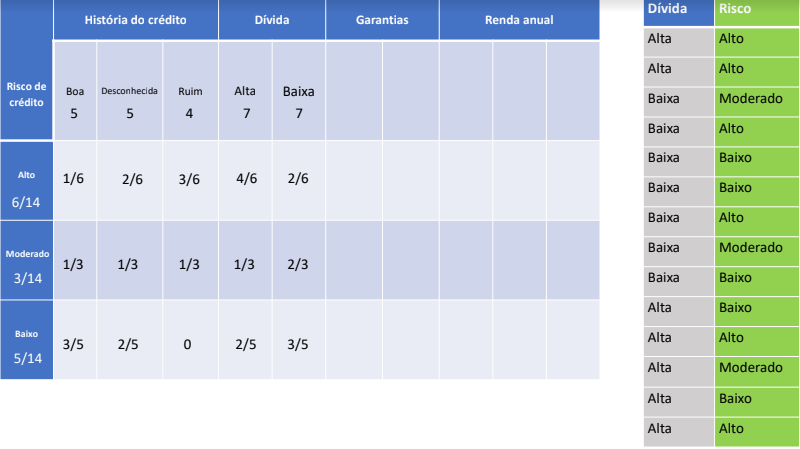 História do crédito Dívida Garantias Renda anual
Risco de crédito Boa 5 Desconhecida 5 Ruim 4 Alta 7 Baixa 7
Alto 6/14 1/6 2/6 3/6 4/6 2/6
Moderado 3/14 1/3 1/3 1/3 1/3 2/3
Baixo 5/14 3/5 2/5 0 2/5 3/5
Dívida Risco
Alta Alto
Alta Alto
Baixa Moderado
Baixa Alto
Baixa Baixo
Baixa Baixo
Baixa Alto
Baixa Moderado
Baixa Baixo
Alta Baixo
Alta Alto
Alta Moderado
Alta Baixo
Alta Alto